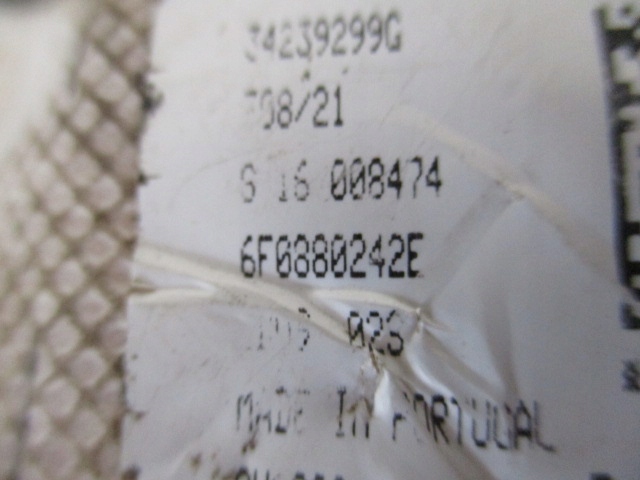 34239299G
08/21
S 16 008474
6F0880242E
02S
MADE IN PORTUGAL